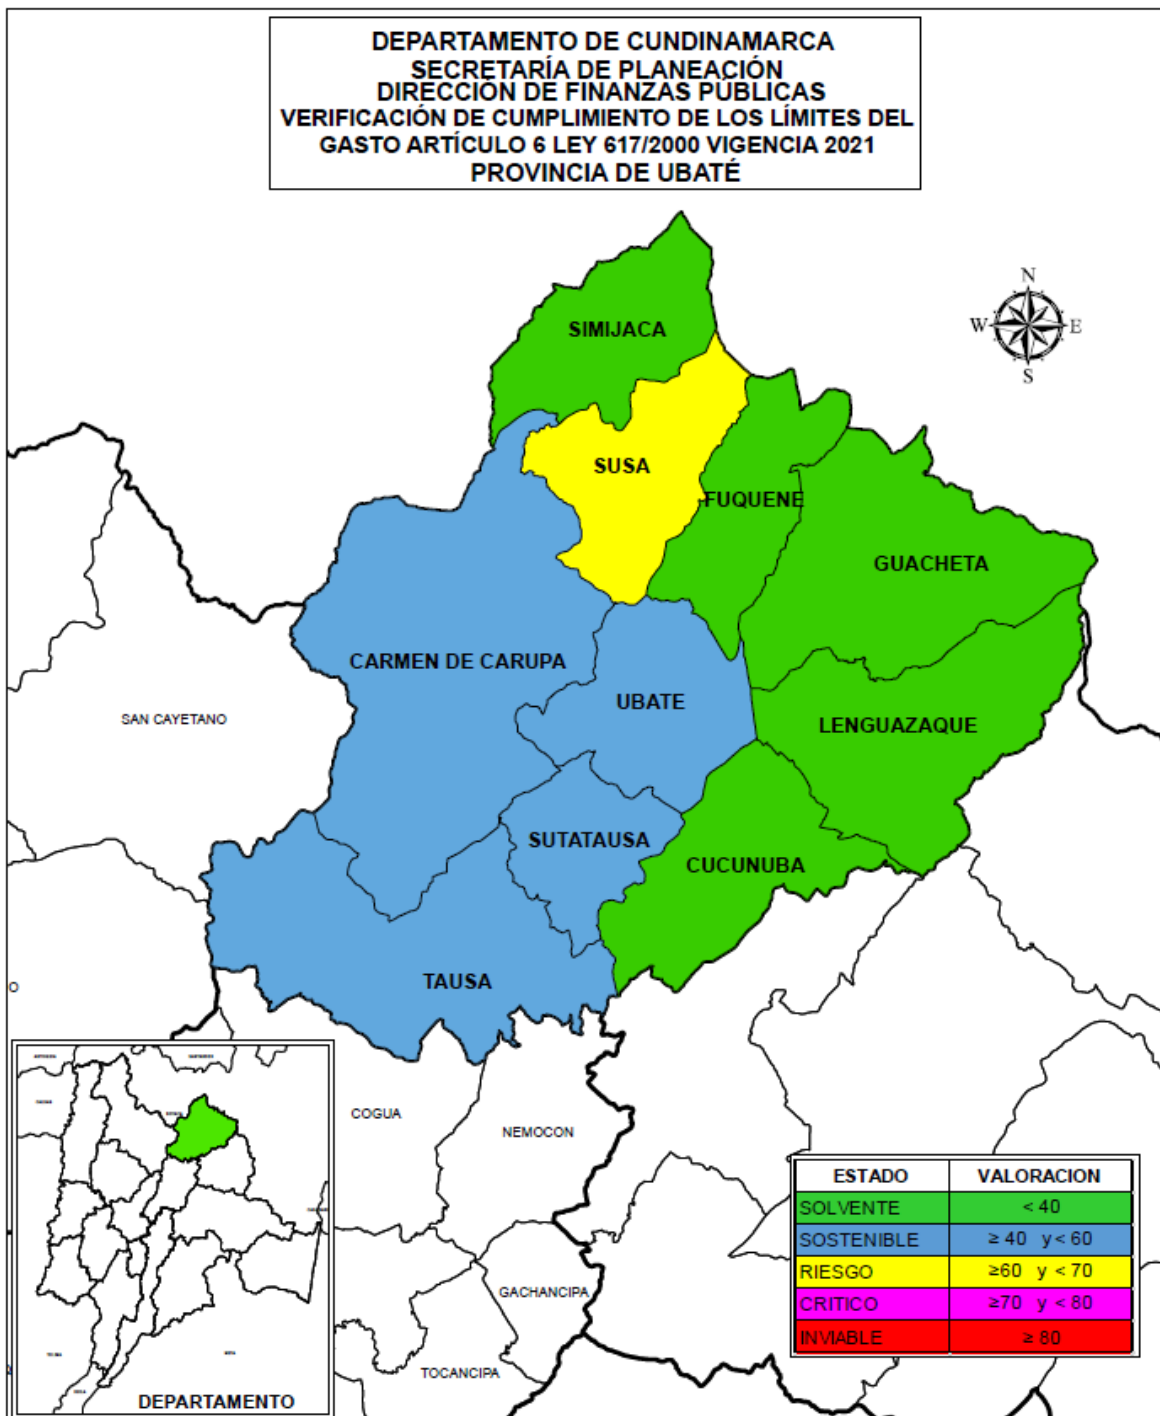 DEPARTAMENTO DE CUNDINAMARCA
SECRETARÍA DE PLANEACIÓN
DIRECCIÓN DE FINANZAS PÚBLICAS
VERIFICACIÓN DE CUMPLIMIENTO DE LOS LÍMITES DEL
GASTO ARTÍCULO 6 LEY 617/2000 VIGENCIA 2021
PROVINCIA DE UBATÉ
N
W E
S
SIMIJACA
SUSA
FUQUENE
GUACHETA
CARMEN DE CARUPA
UBATE
SAN CAYETANO
LENGUAZAQUE
SUTATAUSA
CUCUNUBA
TAUSA
O
COGUA
NEMOCON
GACHANCIPA
TOCANCIPA
DEPARTAMENTO
ESTADO VALORACION
SOLVENTE < 40
SOSTENIBLE ≥ 40 y < 60
RIESGO ≥60 y < 70
CRITICO ≥70 y < 80
INVIABLE ≥ 80